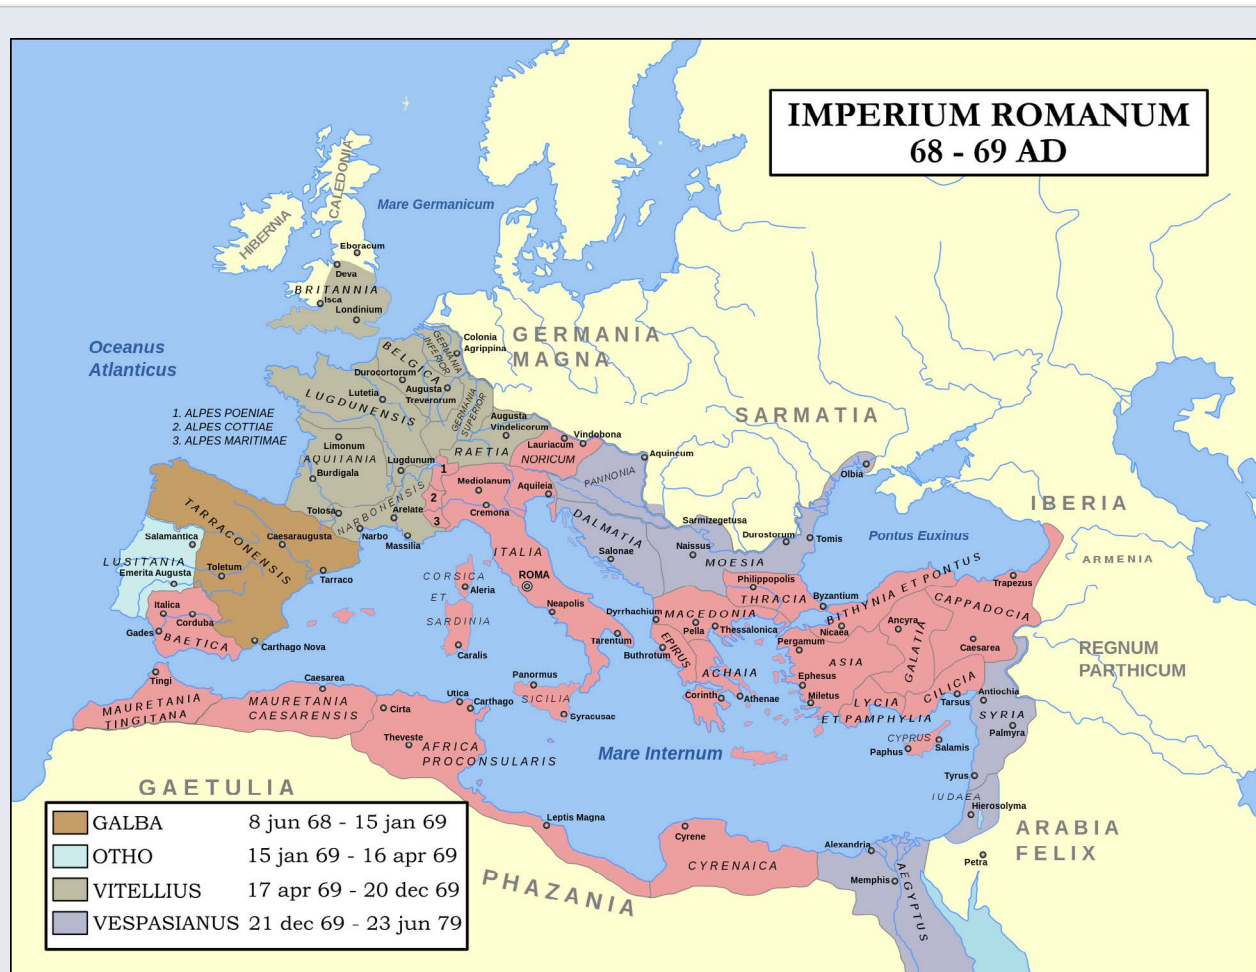 IMPERIUM ROMANUM
68 - 69 AD
CALEDONIA
HIBERNIA
Mare Germanicum
Eboracum
Deva
BRITANNIA
Isca
Londinium
Oceanus
Atlanticus
GERMANIA
MAGNA
SARMATIA
Colonia
Agrippina
GERMANIA
INFERIOR
BELGICA
Durocortorum
Augusta
Treverorum
Lutetia
LUGDUNENSIS
GERMANIA
SUPERIOR
1. ALPES POENIAE
2. ALPES COTTIAE
3. ALPES MARITIMAE
Augusta
Vindelicorum
Limonum
AQUITANIA
Lugdunum
Burdigala
RAETIA
Lauriacum
Vindobona
NORICUM
Aquincum
PANNONIA
Olbia
1
2
3
Mediolanum
Aquileia
Cremona
Tolosa
NARBONENSIS
Arelate
Narbo
Massilia
TARRACONENSIS
Salamantica
Caesaraugusta
LUSITANIA
Emerita Augusta
Toletum
Tarraco
Italica
Corduba
Gades
BAETICA
Carthago Nova
DALMATIA
Salonae
Sarmizegetusa
Naissus
Durostorum
Tomis
MOESIA
Pontus Euxinus
IBERIA
ARMENIA
ITALIA
ROMA
CORSICA
ET
SARDINIA
Aleria
Caralis
Neapolis
Tarentum
Philippopolis
THRACIA
Byzantium
BITHYNIA ET PONTUS
Trapezus
CAPPADOCIA
Dyrrhachium
MACEDONIA
Pella
Thessalonica
Nicaea
Ancyra
GALATIA
Caesarea
Buthrotum
EPIRUS
Pergamum
ASIA
REGNUM
PARTHICUM
ACHAIA
Corinth
Athenae
Ephesus
Miletus
LYCIA
ET PAMPHYLIA
CILICIA
Tarsus
Antiochia
SYRIA
Palmyra
CYPRUS
Paphus
Salamis
Tyrus
IUDAEA
Hierosolyma
Tingi
MAURETANIA
TINGITANA
Caesarea
MAURETANIA
CAESARENSIS
Cirta
Utica
Carthago
Panormus
SICILIA
Syracusae
Theveste
AFRICA
PROCONSULARIS
Mare Internum
GAETULIA
Leptis Magna
Cyrene
CYRENAICA
Alexandria
Memphis
AEGYPTUS
ARABIA
FELIX
Petra
PHAZANIA
GALBA 8 jun 68 - 15 jan 69
OTHO 15 jan 69 - 16 apr 69
VITELLIUS 17 apr 69 - 20 dec 69
VESPASIANUS 21 dec 69 - 23 jun 79